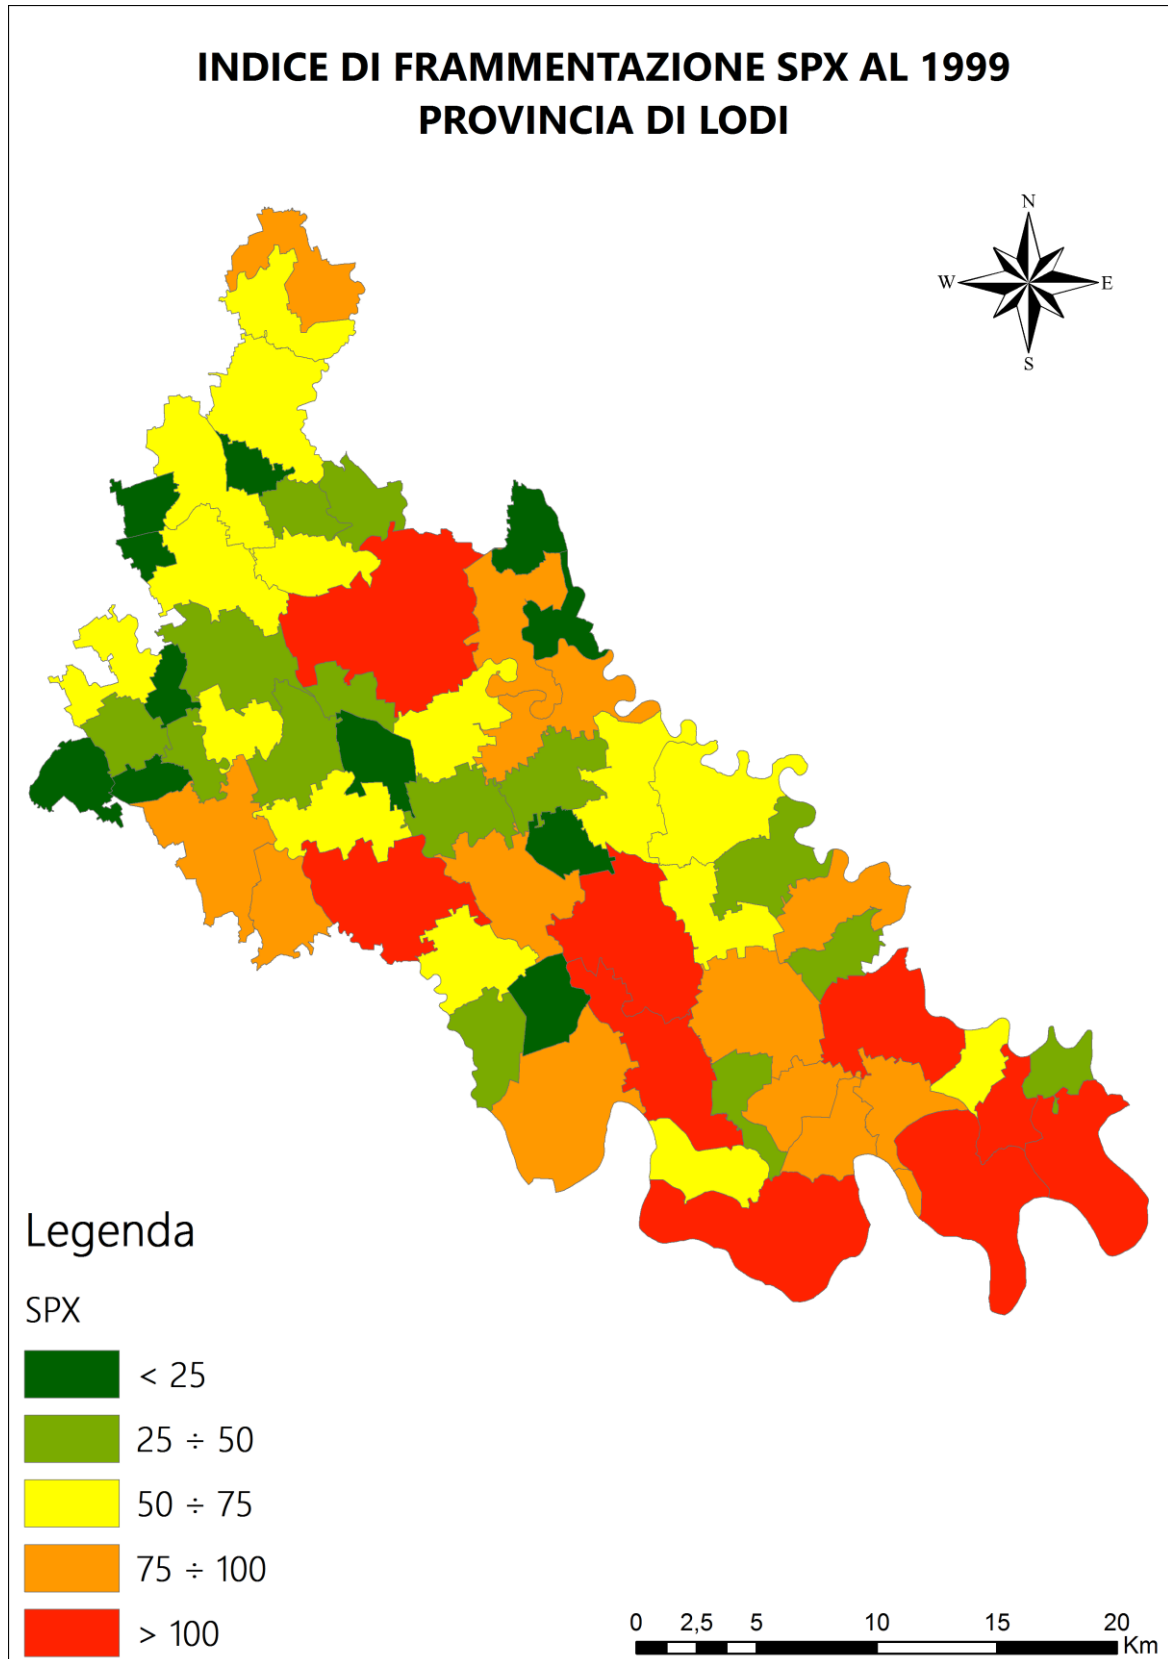 INDICE DI FRAMMENTAZIONE SPX AL 1999
PROVINCIA DI LODI
N
W E
S
Legenda
SPX
< 25
25 ÷ 50
50 ÷ 75
75 ÷ 100
> 100
0 2,5 5 10 15 20
Km